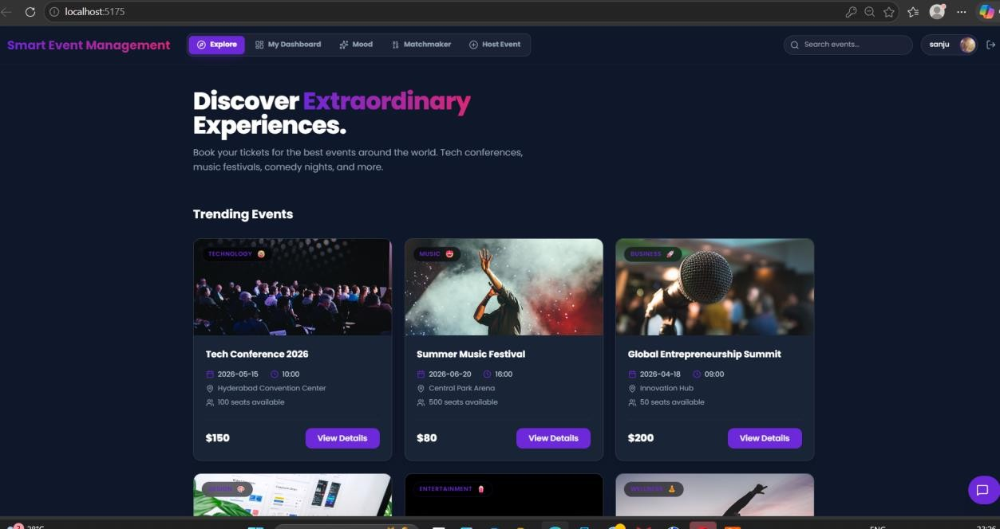 localhost:5175
Smart Event Management
Explore
My Dashboard
Mood
Matchmaker
Host Event
Search events...
sanju
Discover Extraordinary
Experiences.
Book your tickets for the best events around the world. Tech conferences,
music festivals, comedy nights, and more.
Trending Events
TECHNOLOGY
Tech Conference 2026
2026-05-15 10:00
Hyderabad Convention Center
100 seats available
$150 View Details
MUSIC
Summer Music Festival
2026-06-20 16:00
Central Park Arena
500 seats available
$80 View Details
BUSINESS
Global Entrepreneurship Summit
2026-04-18 09:00
Innovation Hub
50 seats available
$200 View Details
DESIGN
ENTERTAINMENT
WELLNESS